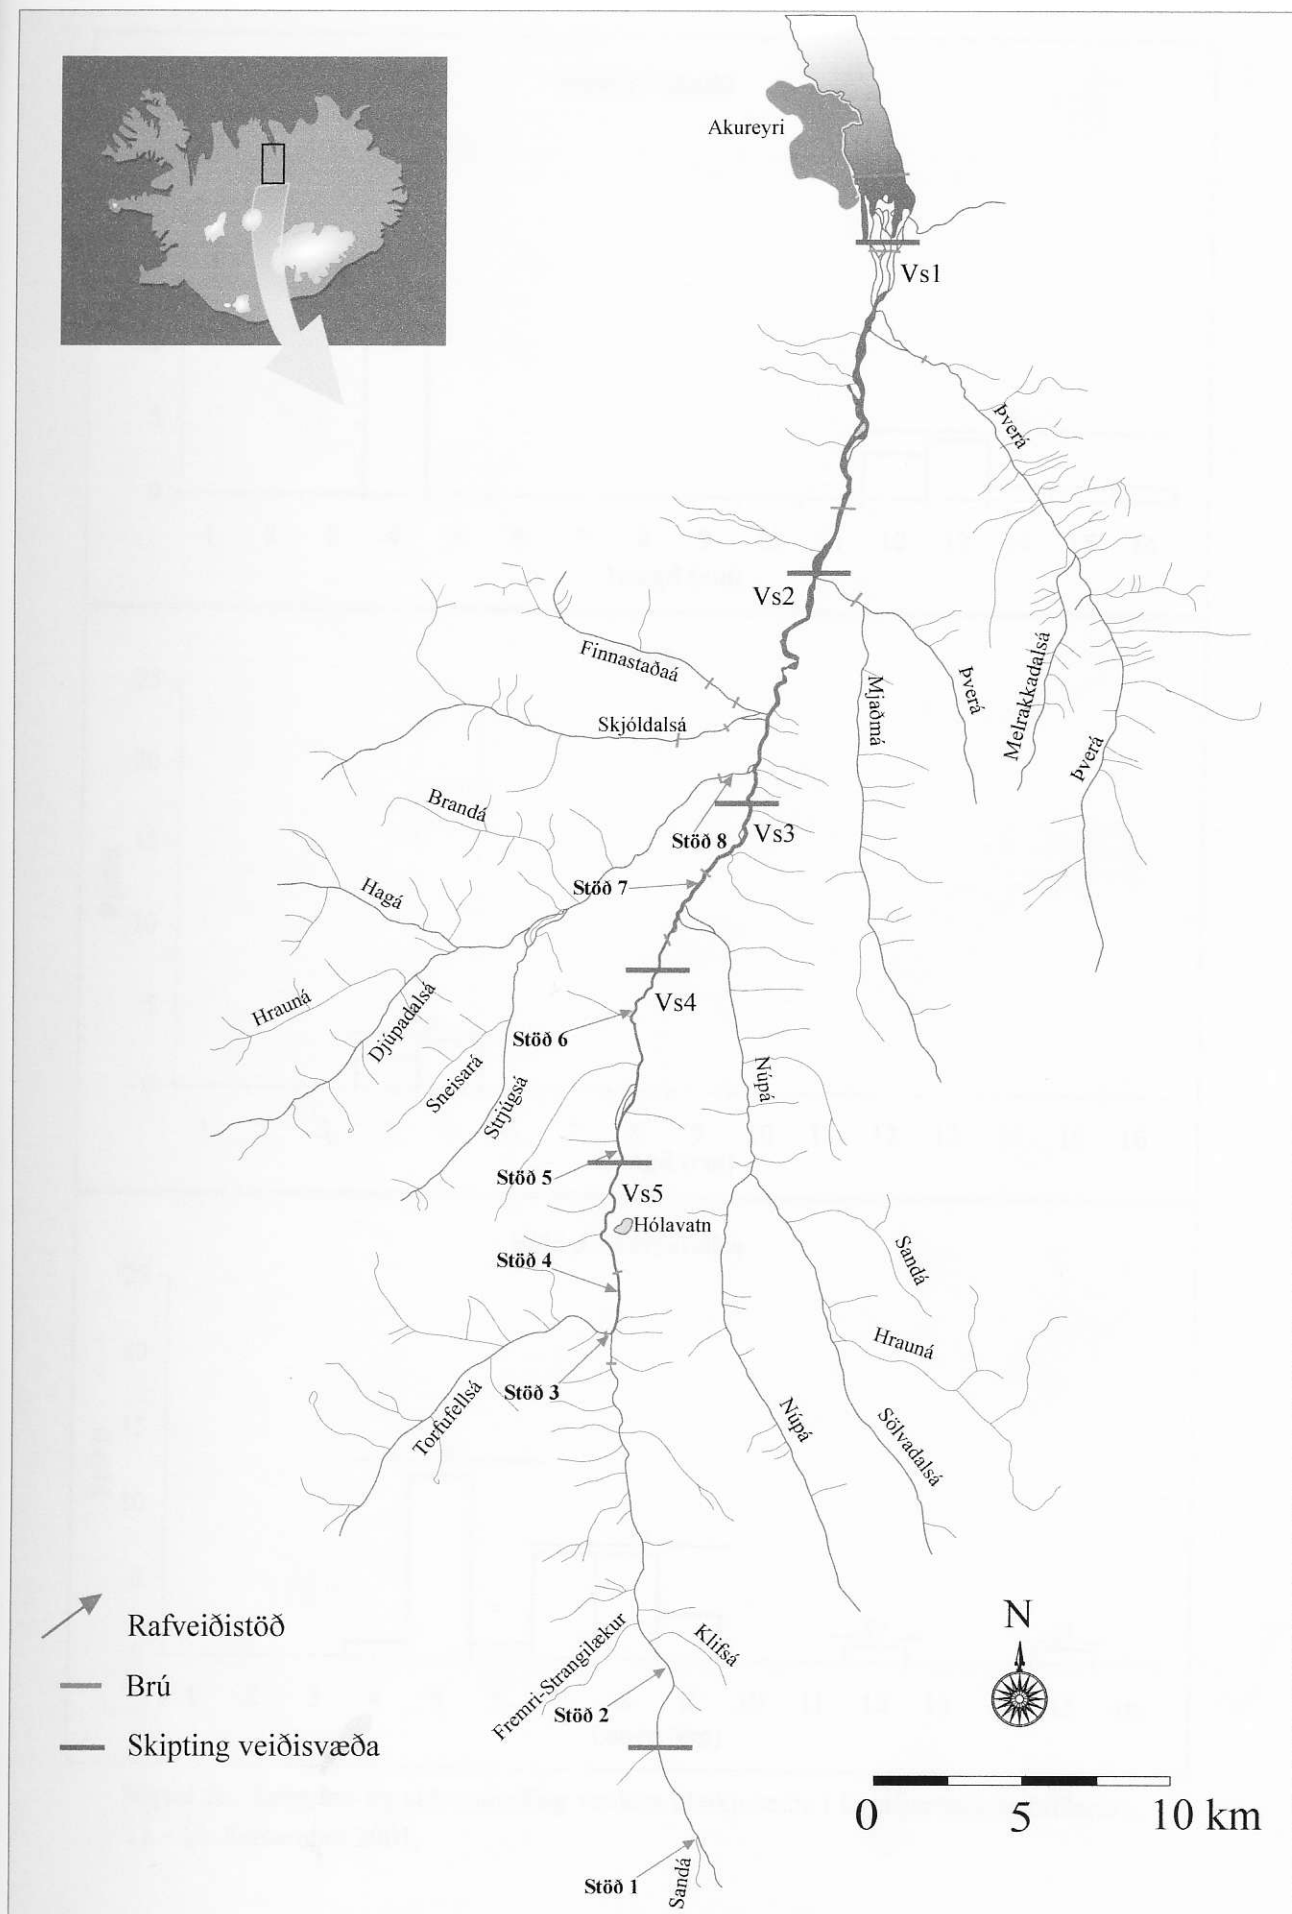 Akureyri
Vs1
Þverá
Vs2
Finnastaðaá
Skjóldalsá
Mjaðmá
Þverá
Melrakkadalsá
Þverá
Brandá
Stöð 8
Vs3
Stöð 7
Hagá
Hrauná
Djúpadalsá
Vs4
Stöð 6
Sneisará
Strjúgsá
Núpá
Stöð 5
Vs5
Hólavatn
Stöð 4
Sandá
Hrauná
Stöð 3
Torfufellsá
Núpá
Sölvadalsá
Rafveiðistöð
Brú
Skipting veiðisvæða
Fremri-Strangilækur
Klifsá
Stöð 2
N
0 5 10 km
Stöð 1
Sandá